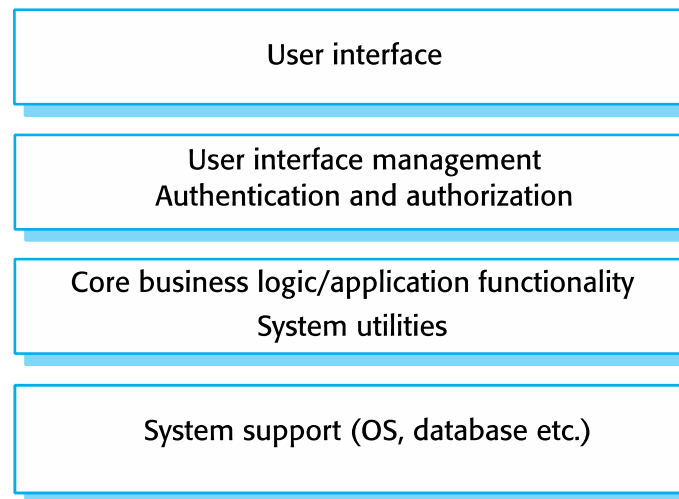 User interface
User interface management
Authentication and authorization
Core business logic/application functionality
System utilities
System support (OS, database etc.)